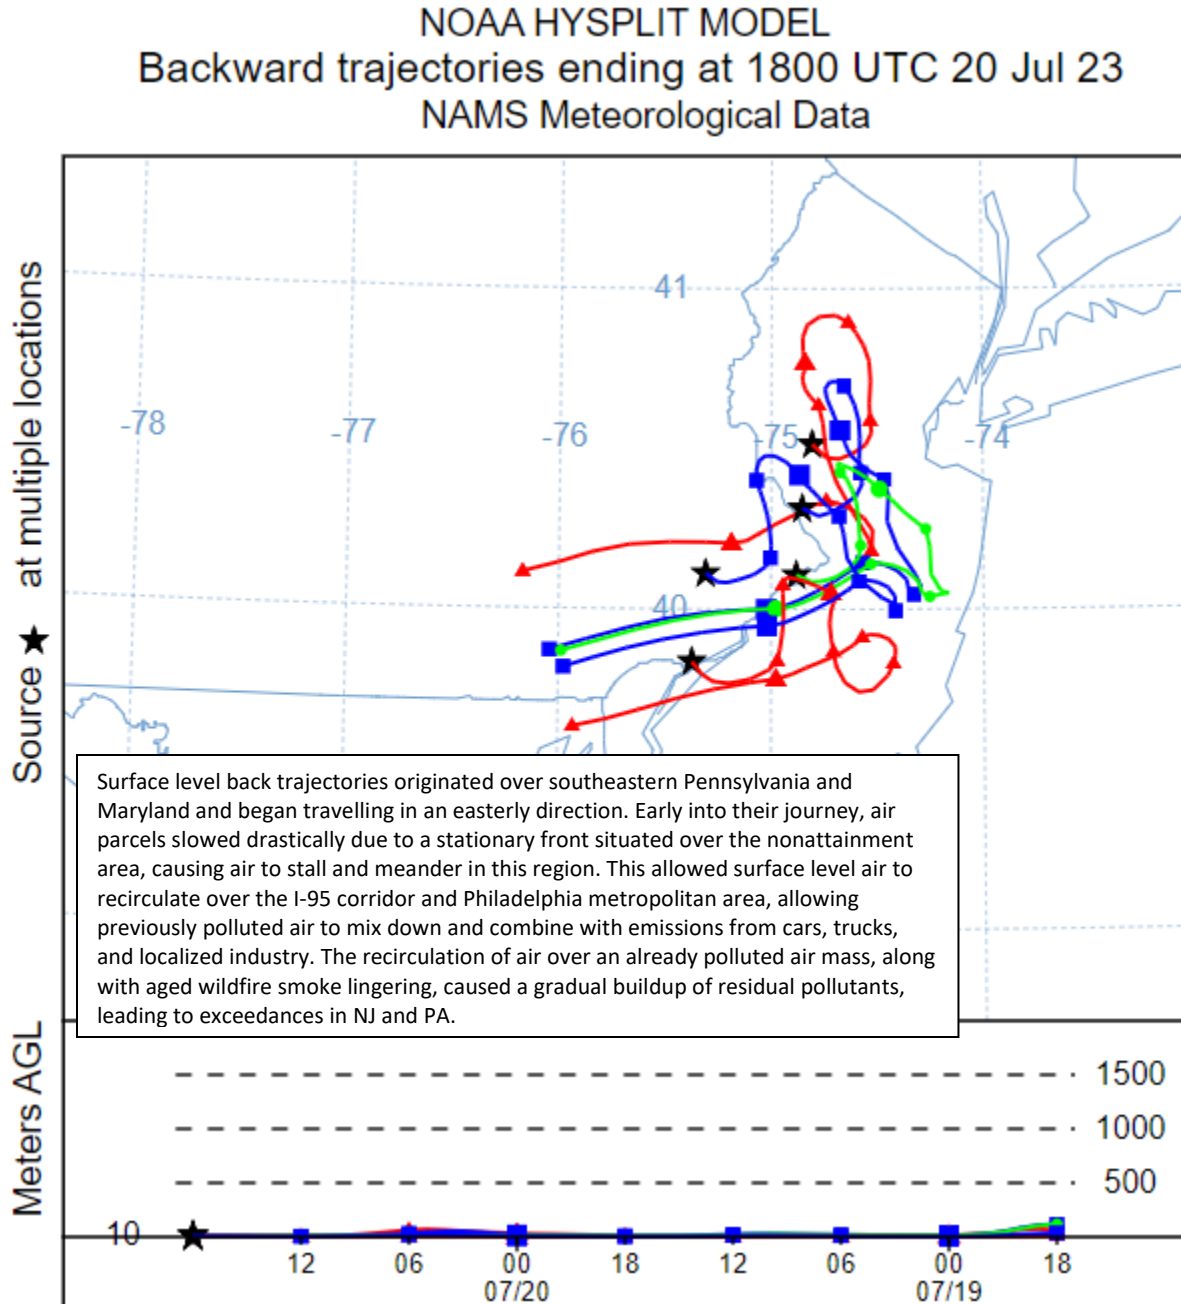 NOAA HYSPLIT MODEL
Backward trajectories ending at 1800 UTC 20 Jul 23
NAMS Meteorological Data
Source ★ at multiple locations
41
-78
-77
-76
-75
-74
40
Surface level back trajectories originated over southeastern Pennsylvania and
Maryland and began travelling in an easterly direction. Early into their journey, air
parcels slowed drastically due to a stationary front situated over the nonattainment
area, causing air to stall and meander in this region. This allowed surface level air to
recirculate over the I-95 corridor and Philadelphia metropolitan area, allowing
previously polluted air to mix down and combine with emissions from cars, trucks,
and localized industry. The recirculation of air over an already polluted air mass, along
with aged wildfire smoke lingering, caused a gradual buildup of residual pollutants,
leading to exceedances in NJ and PA.
Meters AGL
1500
1000
500
10
12 06 00 18 12 06 00 18
07/20 07/19